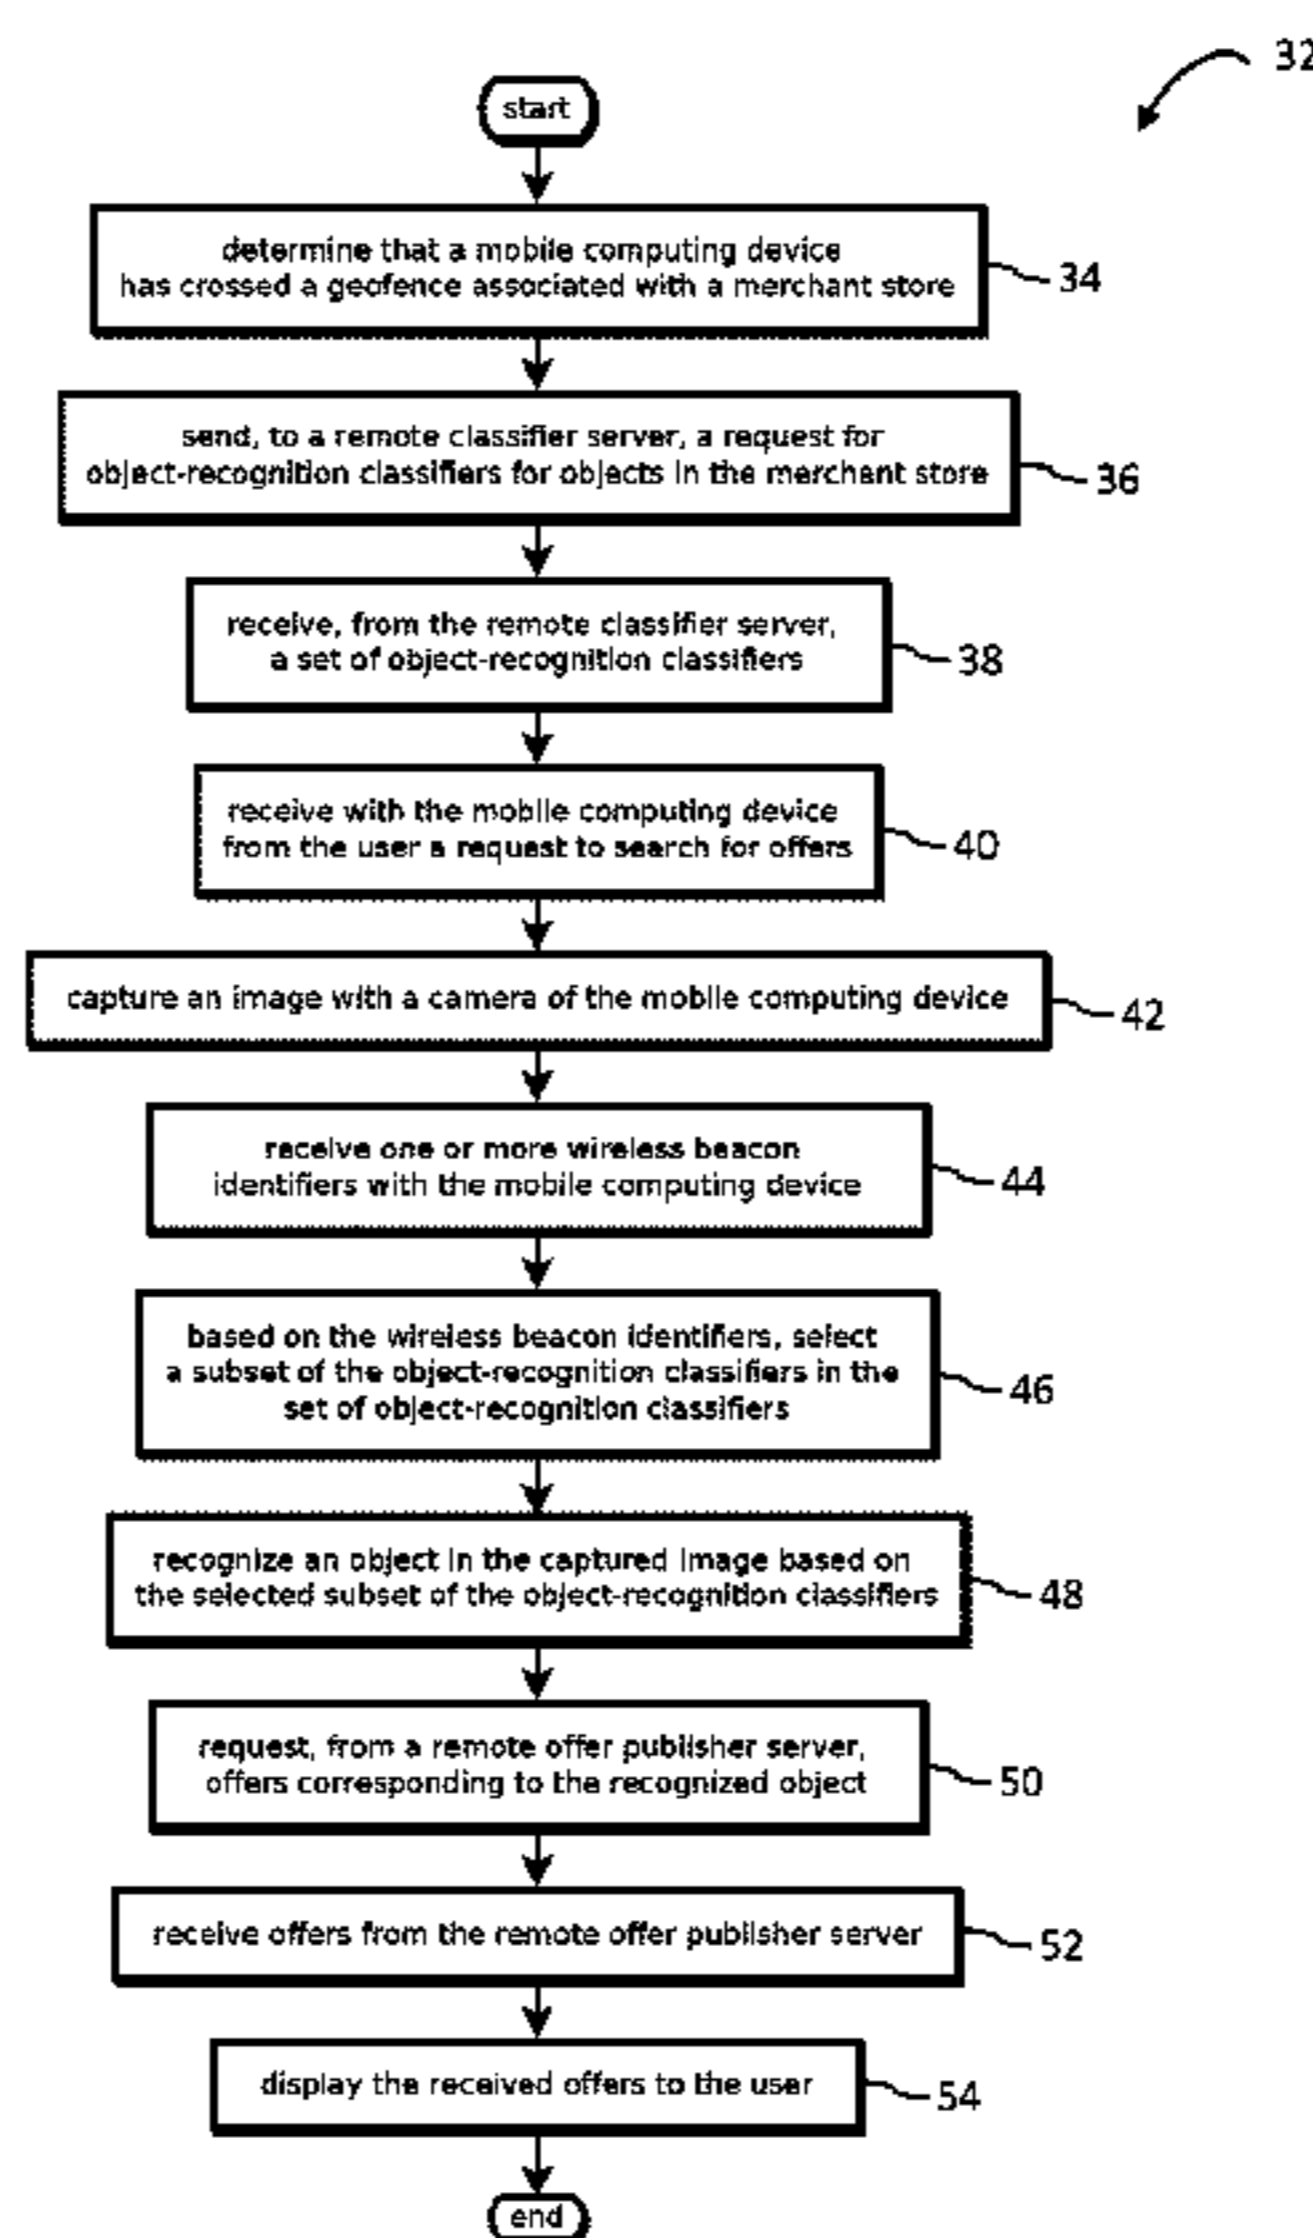 32
start
determine that a mobile computing device
has crossed a geofence associated with a merchant store
34
send, to a remote classifier server, a request for
object-recognition classifiers for objects in the merchant store
36
receive, from the remote classifier server,
a set of object-recognition classifiers
38
receive with the mobile computing device
from the user a request to search for offers
40
capture an image with a camera of the mobile computing device
42
receive one or more wireless beacon
identifiers with the mobile computing device
44
based on the wireless beacon identifiers, select
a subset of the object-recognition classifiers in the
set of object-recognition classifiers
46
recognize an object in the captured image based on
the selected subset of the object-recognition classifiers
48
request, from a remote offer publisher server,
offers corresponding to the recognized object
50
receive offers from the remote offer publisher server
52
display the received offers to the user
54
end